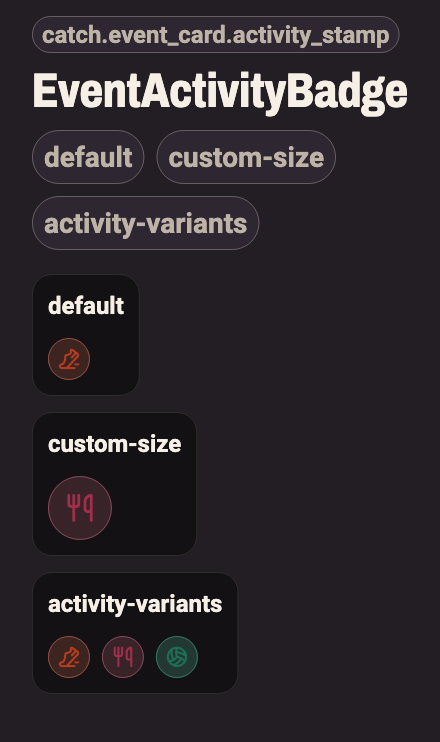 catch.event_card.activity_stamp
EventActivityBadge
default custom-size
activity-variants
default
custom-size
activity-variants